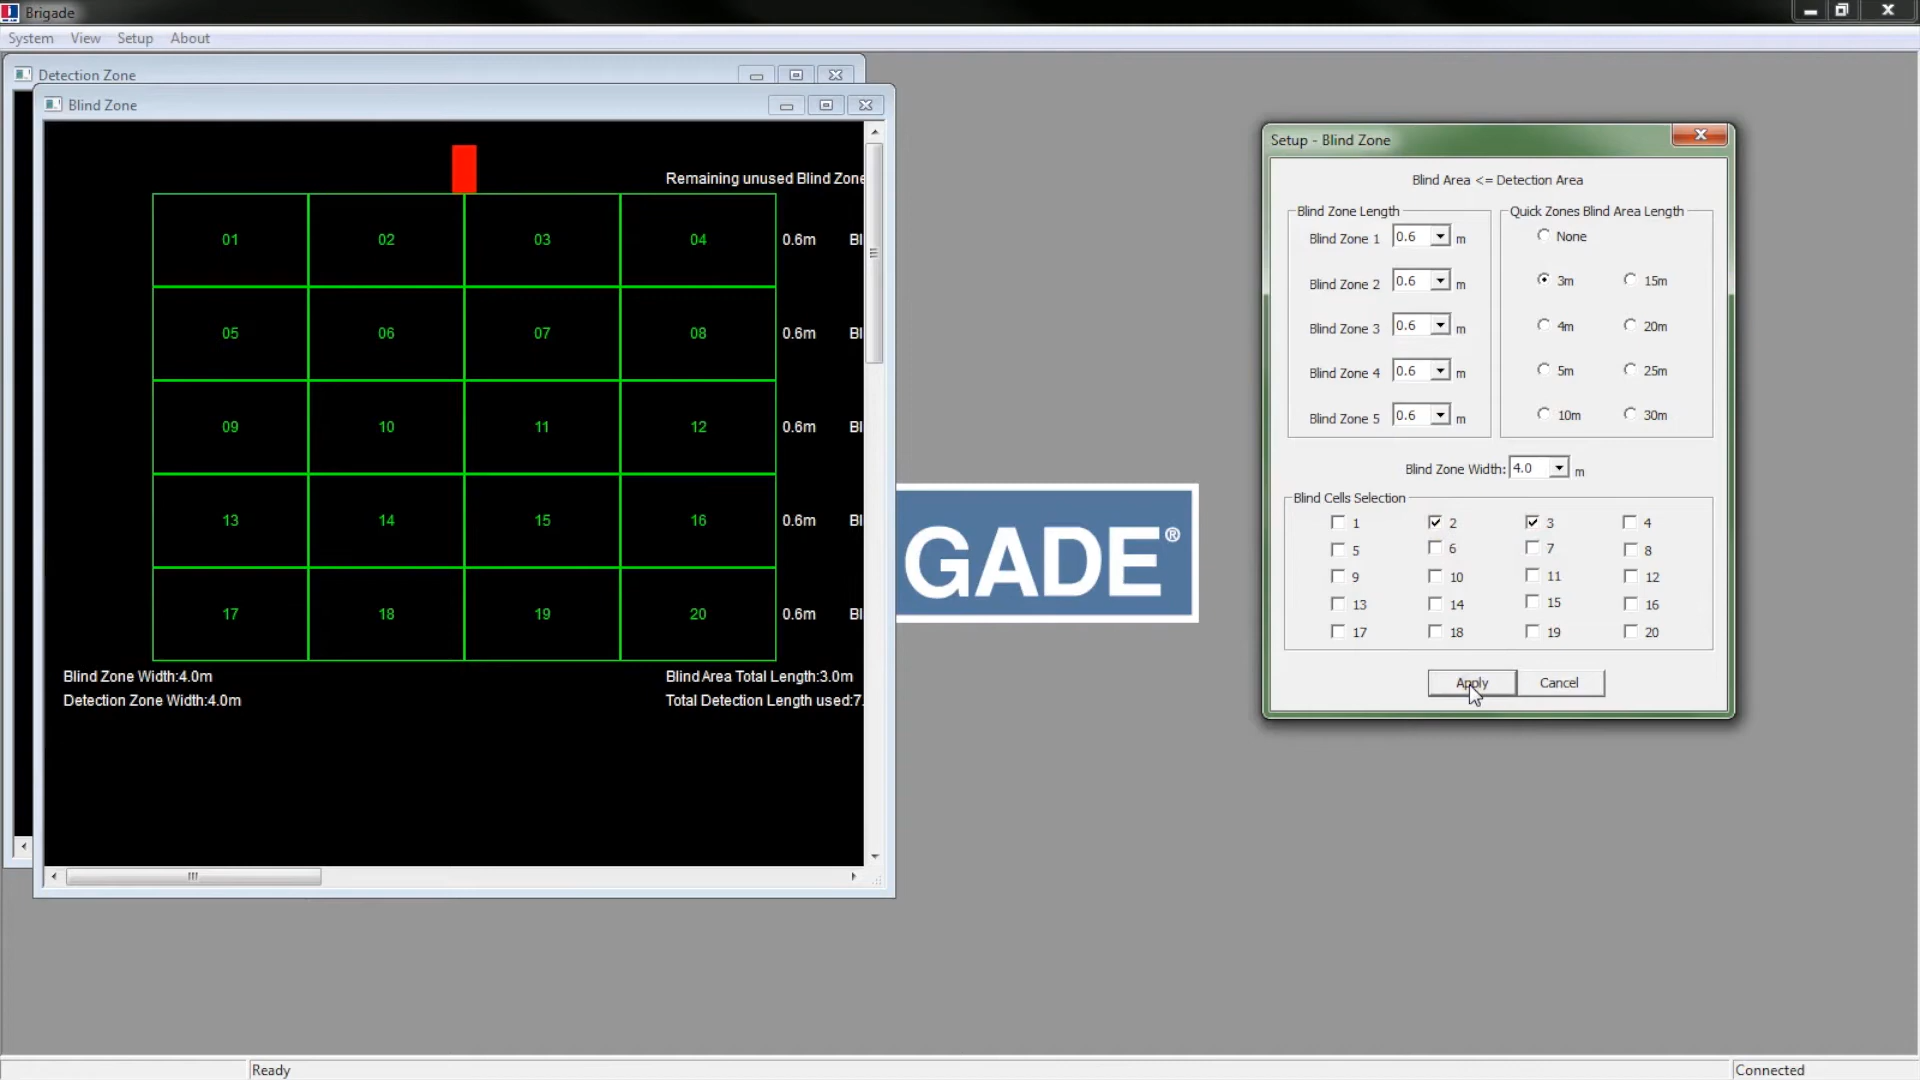 Brigade
System View Setup About
Detection Zone
Blind Zone
Remaining unused Blind Zone
01 02 03 04 0.6m Bl
05 06 07 08 0.6m Bl
09 10 11 12 0.6m Bl
13 14 15 16 0.6m Bl
17 18 19 20 0.6m Bl
Blind Zone Width:4.0m
Detection Zone Width:4.0m
Blind Area Total Length:3.0m
Total Detection Length used:7.
GADE®
Setup - Blind Zone
Blind Area <= Detection Area
Blind Zone Length
Blind Zone 1 0.6 m
Blind Zone 2 0.6 m
Blind Zone 3 0.6 m
Blind Zone 4 0.6 m
Blind Zone 5 0.6 m
Quick Zones Blind Area Length
None
3m 15m
4m 20m
5m 25m
10m 30m
Blind Zone Width: 4.0 m
Blind Cells Selection
1 2 3 4
5 6 7 8
9 10 11 12
13 14 15 16
17 18 19 20
Apply Cancel
Ready
Connected